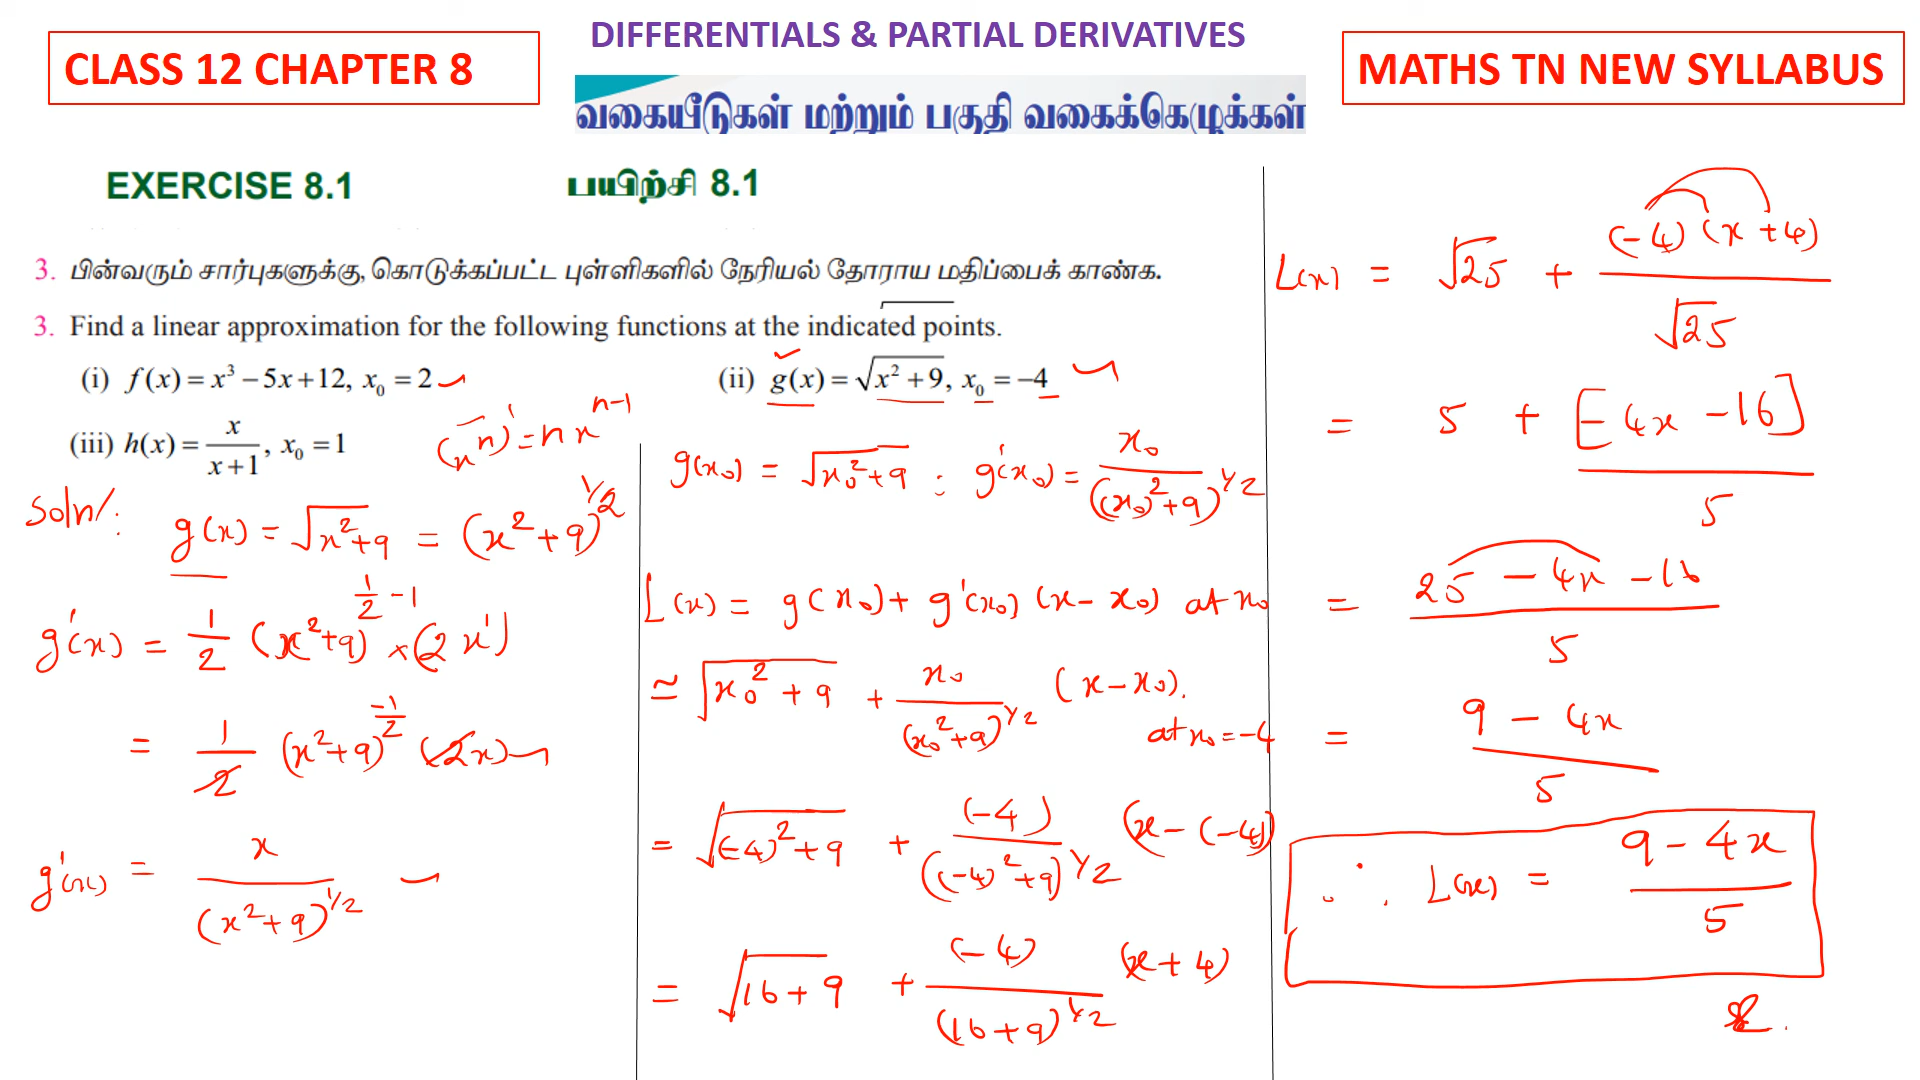 DIFFERENTIALS & PARTIAL DERIVATIVES
CLASS 12 CHAPTER 8
MATHS TN NEW SYLLABUS
வகையீடுகள் மற்றும் பகுதி வகைக்கெழுக்கள்
EXERCISE 8.1 பயிற்சி 8.1
3. பின்வரும் சார்புகளுக்கு, கொடுக்கப்பட்ட புள்ளிகளில் நேரியல் தோராய மதிப்பைக் காண்க.
3. Find a linear approximation for the following functions at the indicated points.
(i) f(x) = x³ − 5x + 12, x₀ = 2
(ii) g(x) = √(x² + 9), x₀ = −4
(iii) h(x) = x/(x+1), x₀ = 1
(xⁿ)' = n xⁿ⁻¹
Soln/:
g(x) = √(x²+9) = (x²+9)^1/2
g'(x) = 1/2 (x²+9)^(1/2 −1) × (2x')
= 1/2 (x²+9)^(−1/2) (2x)
g'(x) = x/(x²+9)^1/2
g(x₀) = √(x₀²+9) ; g'(x₀) = x₀/((x₀²+9)^1/2
L(x) = g(x₀) + g'(x₀) (x − x₀) at x₀
≃ √(x₀²+9) + x₀/(x₀²+9)^1/2 (x − x₀).
at x₀ = −4
= √((−4)²+9) + (−4)/((−4)²+9)^1/2 (x − (−4))
= √(16+9) + (−4)/(16+9)^1/2 (x+4)
L(x) = √25 + (−4)(x+4)/√25
= 5 + [−4x −16]/5
= (25 − 4x − 16)/5
= (9 − 4x)/5
∴ L(x) = (9 − 4x)/5